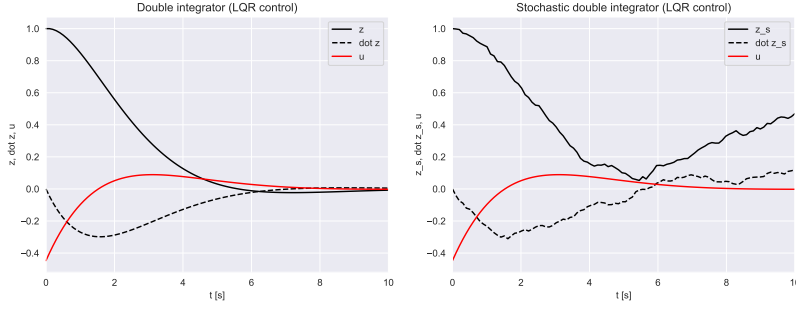 Double integrator (LQR control)
z, dot z, u
1.0
0.8
0.6
0.4
0.2
0.0
−0.2
−0.4
z
dot z
u
0
2
4
6
8
10
t [s]
Stochastic double integrator (LQR control)
z_s, dot z_s, u
1.0
0.8
0.6
0.4
0.2
0.0
−0.2
−0.4
z_s
dot z_s
u
0
2
4
6
8
10
t [s]